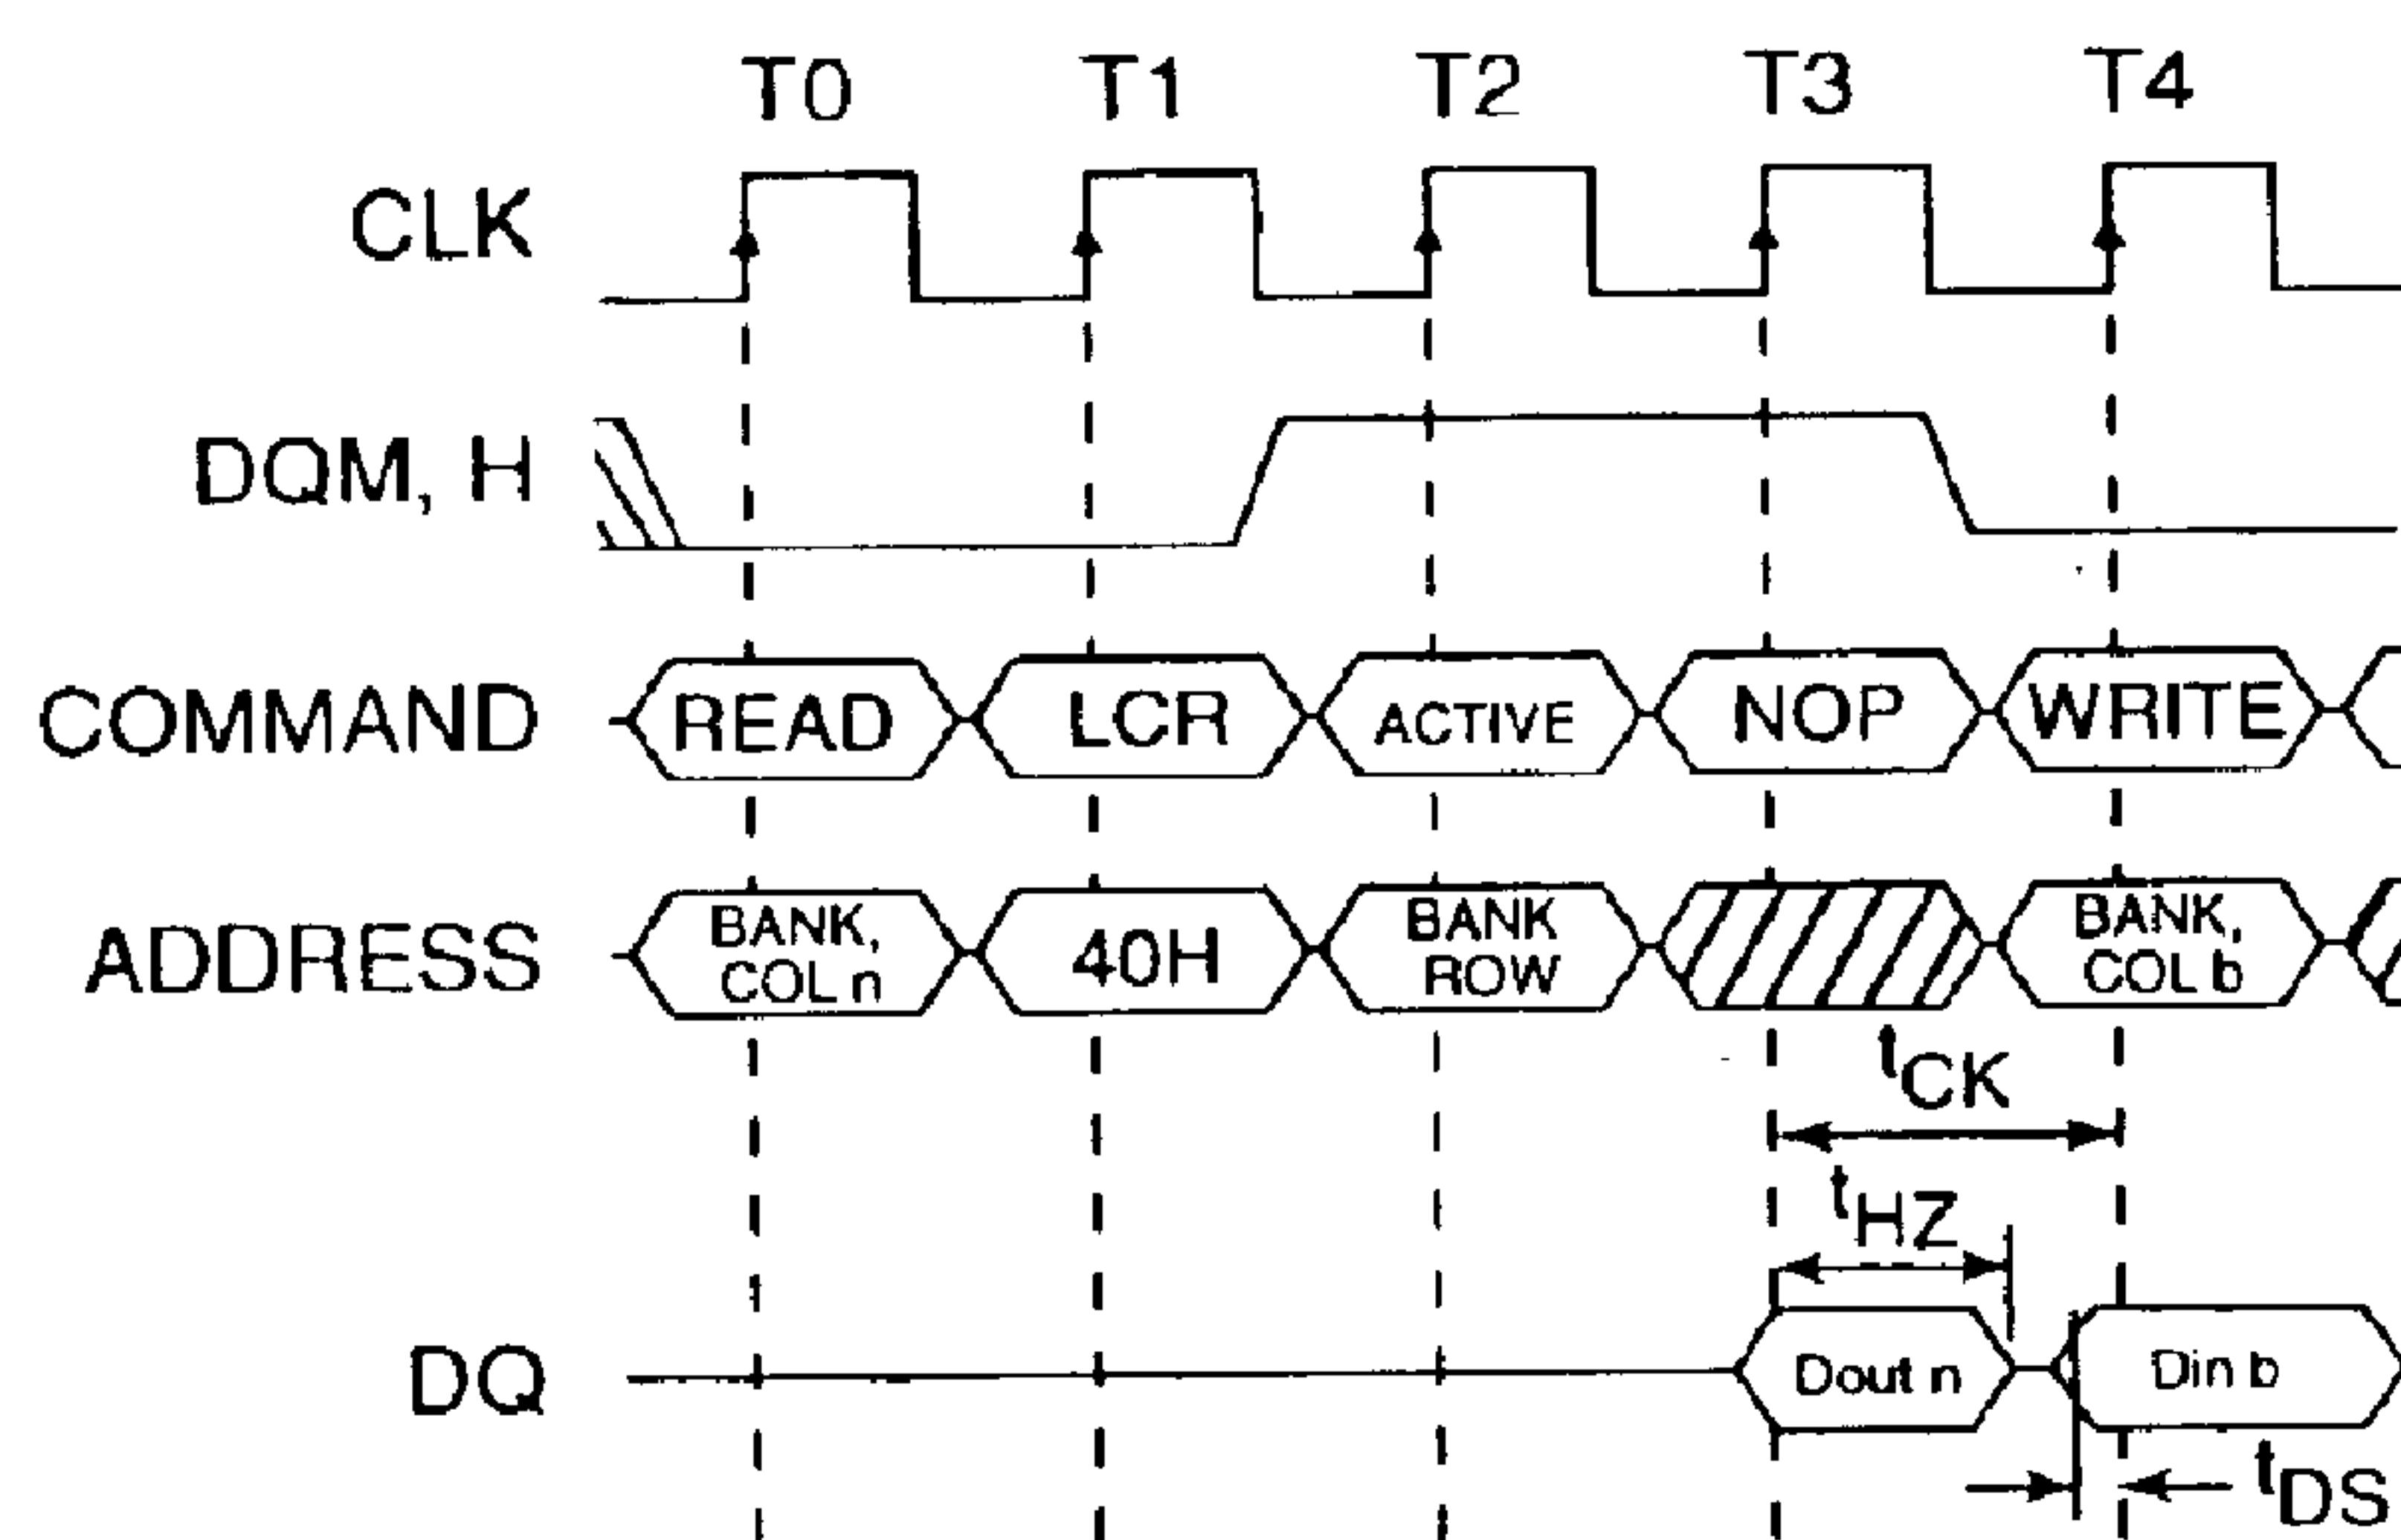 T0 T1 T2 T3 T4
CLK
DQM, H
COMMAND READ LCR ACTIVE NOP WRITE
ADDRESS BANK, COL n 40H BANK ROW BANK, COL b
tCK
tHZ
DQ Dout n Din b
tDS